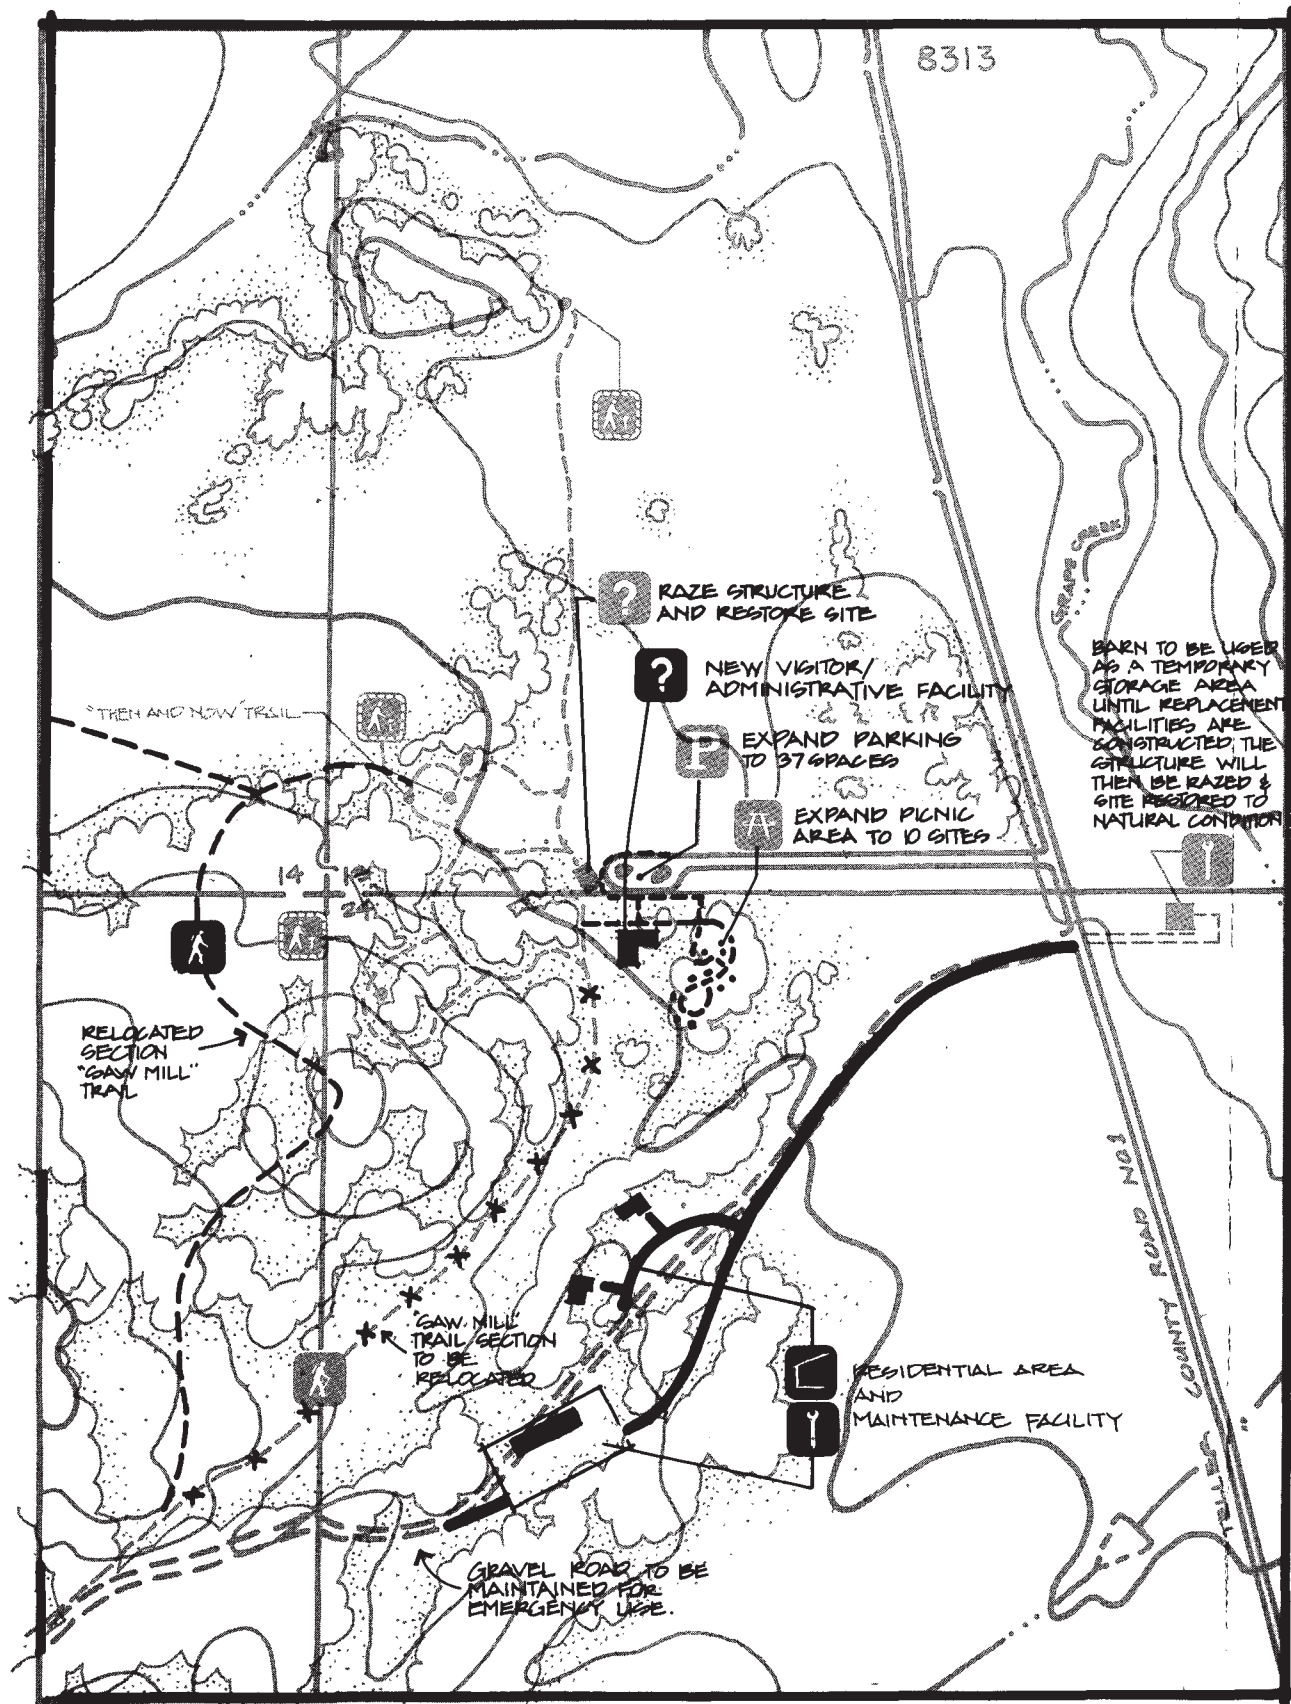 8313
GRAPE CREEK
?
RAZE STRUCTURE
AND RESTORE SITE
?
NEW VISITOR/
ADMINISTRATIVE FACILITY
BARN TO BE USED
AS A TEMPORARY
STORAGE AREA
UNTIL REPLACEMENT
FACILITIES ARE
CONSTRUCTED, THE
STRUCTURE WILL
THEN BE RAZED &
SITE RESTORED TO
NATURAL CONDITION
"THEN AND NOW" TRAIL
P
EXPAND PARKING
TO 37 SPACES
EXPAND PICNIC
AREA TO 10 SITES
14
24
RELOCATED
SECTION
"SAW MILL"
TRAIL
"SAW MILL"
TRAIL SECTION
TO BE
RELOCATED
RESIDENTIAL AREA
AND
MAINTENANCE FACILITY
TELLER COUNTY ROAD NO 1
GRAVEL ROAD TO BE
MAINTAINED FOR
EMERGENCY USE.